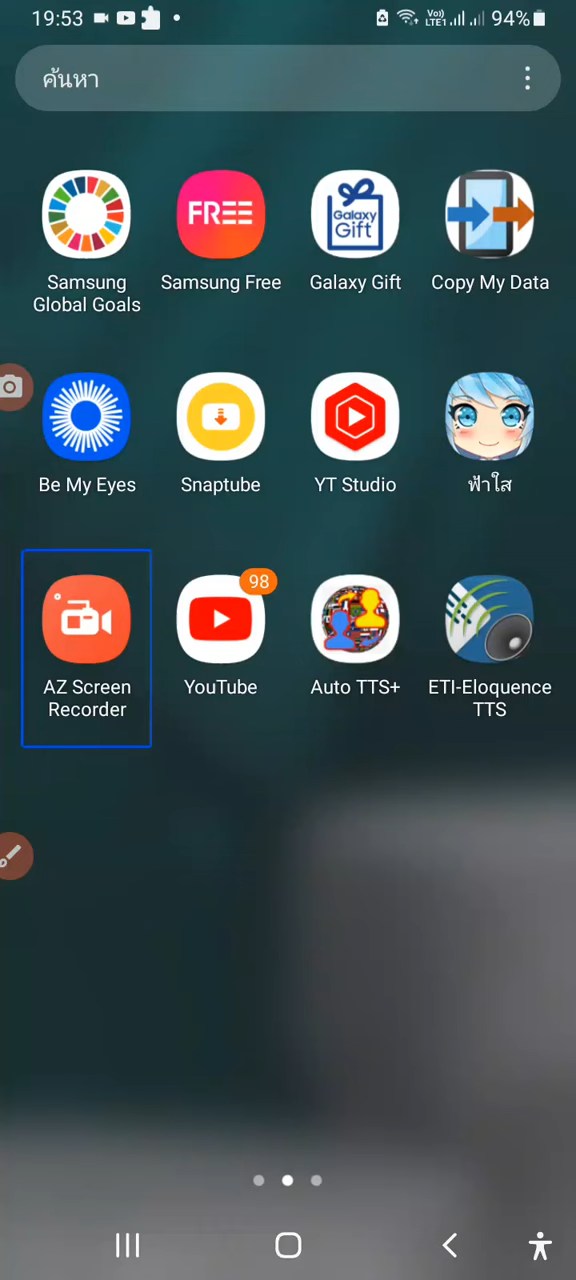 19:53
Vo)) LTE1
94%
ค้นหา
FREE
Galaxy
Gift
Samsung
Global Goals
Samsung Free
Galaxy Gift
Copy My Data
Be My Eyes
Snaptube
YT Studio
ฟ้าใส
98
AZ Screen
Recorder
YouTube
Auto TTS+
ETI-Eloquence
TTS